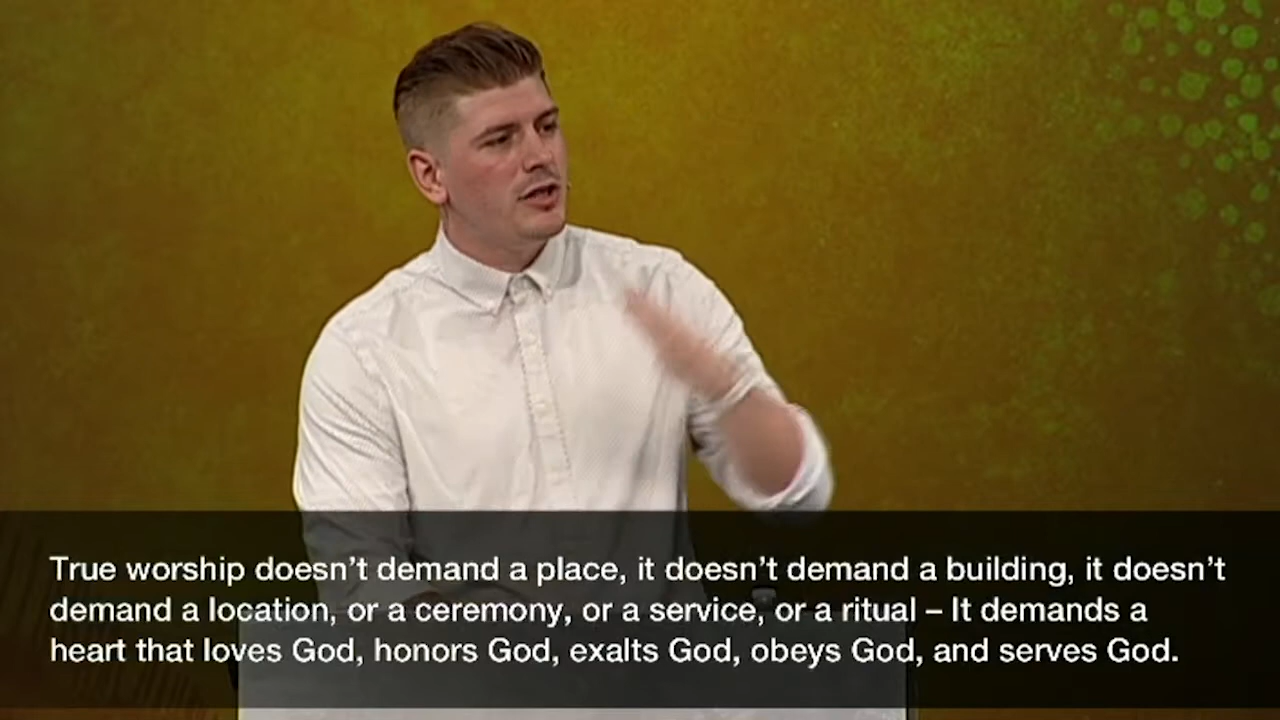 True worship doesn’t demand a place, it doesn’t demand a building, it doesn’t
demand a location, or a ceremony, or a service, or a ritual – It demands a
heart that loves God, honors God, exalts God, obeys God, and serves God.